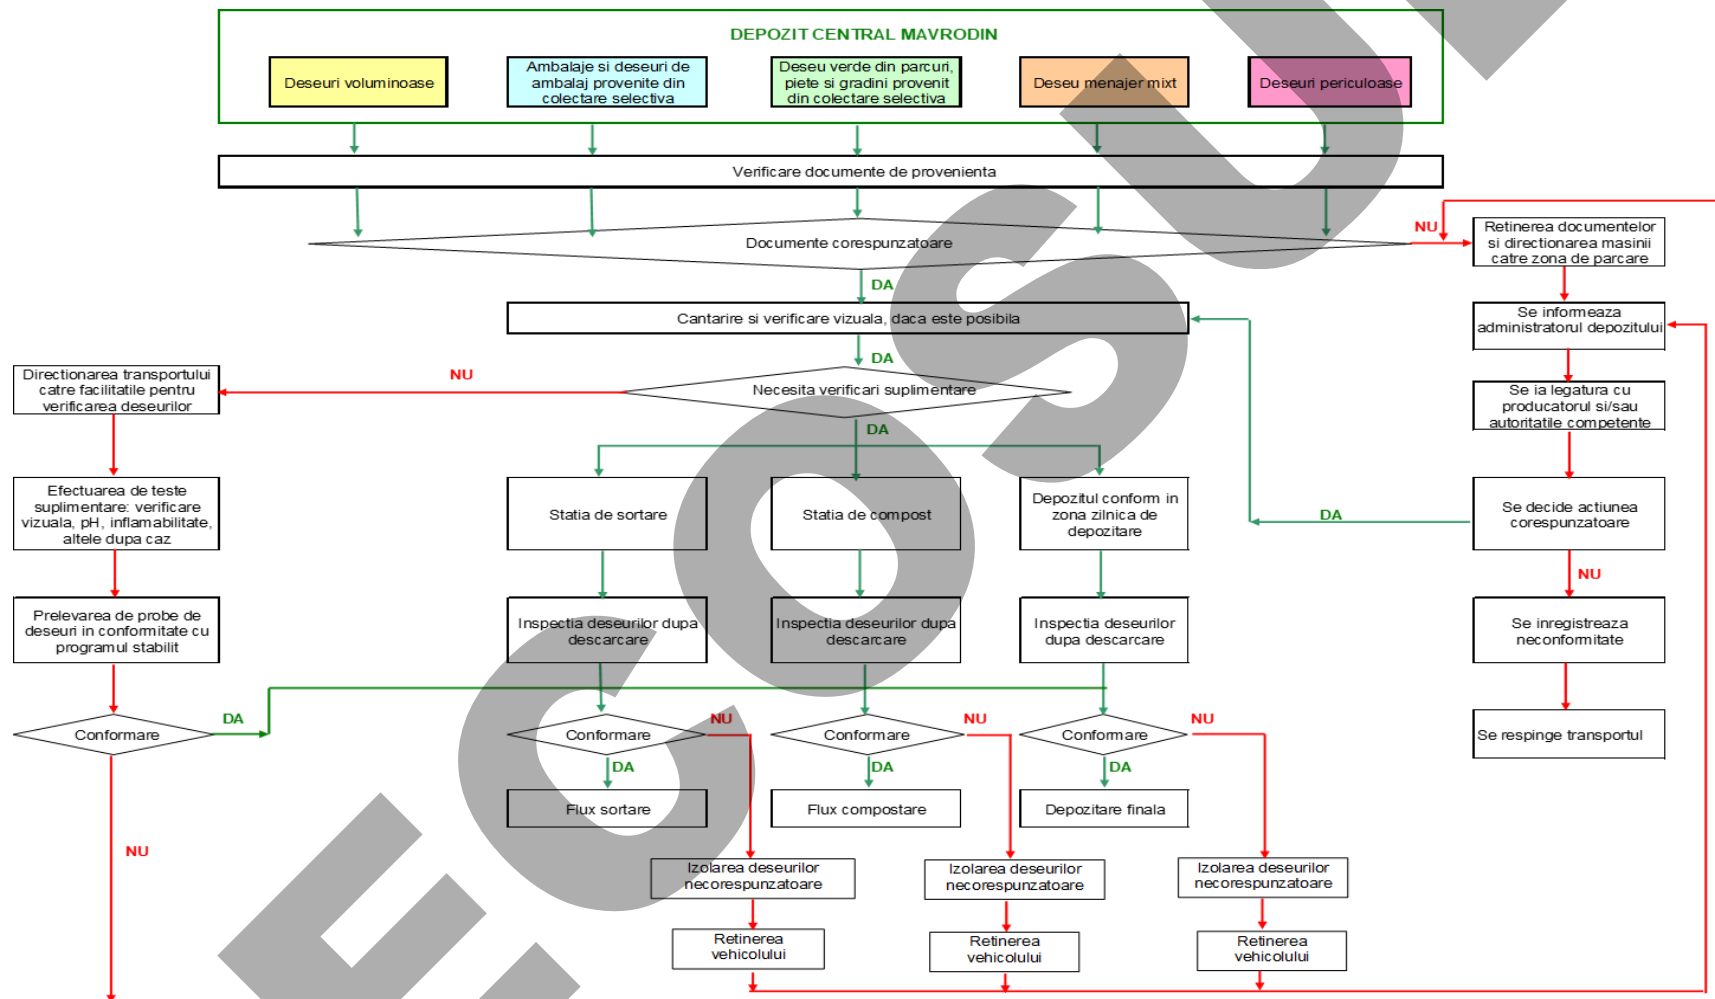 DEPOZIT CENTRAL MAVRODIN
Deseuri voluminoase
Ambalaje si deseuri de
ambalaj provenite din
colectare selectiva
Deseu verde din parcuri,
piete si gradini provenit
din colectare selectiva
Deseu menajer mixt
Deseuri periculoase
Verificare documente de provenienta
Documente corespunzatoare
NU
Retinerea documentelor
si directionarea masinii
catre zona de parcare
DA
Cantarire si verificare vizuala, daca este posibila
Se informeaza
administratorul depozitului
DA
Directionarea transportului
catre facilitatile pentru
verificarea deseurilor
NU
Necesita verificari suplimentare
Se ia legatura cu
producatorul si/sau
autoritatile competente
DA
Efectuarea de teste
suplimentare: verificare
vizuala, pH, inflamabilitate,
altele dupa caz
Statia de sortare
Statia de compost
Depozitul conform in
zona zilnica de
depozitare
DA
Se decide actiunea
corespunzatoare
NU
Prelevarea de probe de
deseuri in conformitate cu
programul stabilit
Inspectia deseurilor dupa
descarcare
Inspectia deseurilor dupa
descarcare
Inspectia deseurilor
dupa descarcare
Se inregistreaza
neconformitate
Conformare
DA
Conformare
NU
Conformare
NU
Conformare
NU
Se respinge transportul
DA
DA
DA
Flux sortare
Flux compostare
Depozitare finala
NU
Izolarea deseurilor
necorespunzatoare
Izolarea deseurilor
necorespunzatoare
Izolarea deseurilor
necorespunzatoare
Retinerea
vehicolului
Retinerea
vehicolului
Retinerea
vehicolului
ECOSU